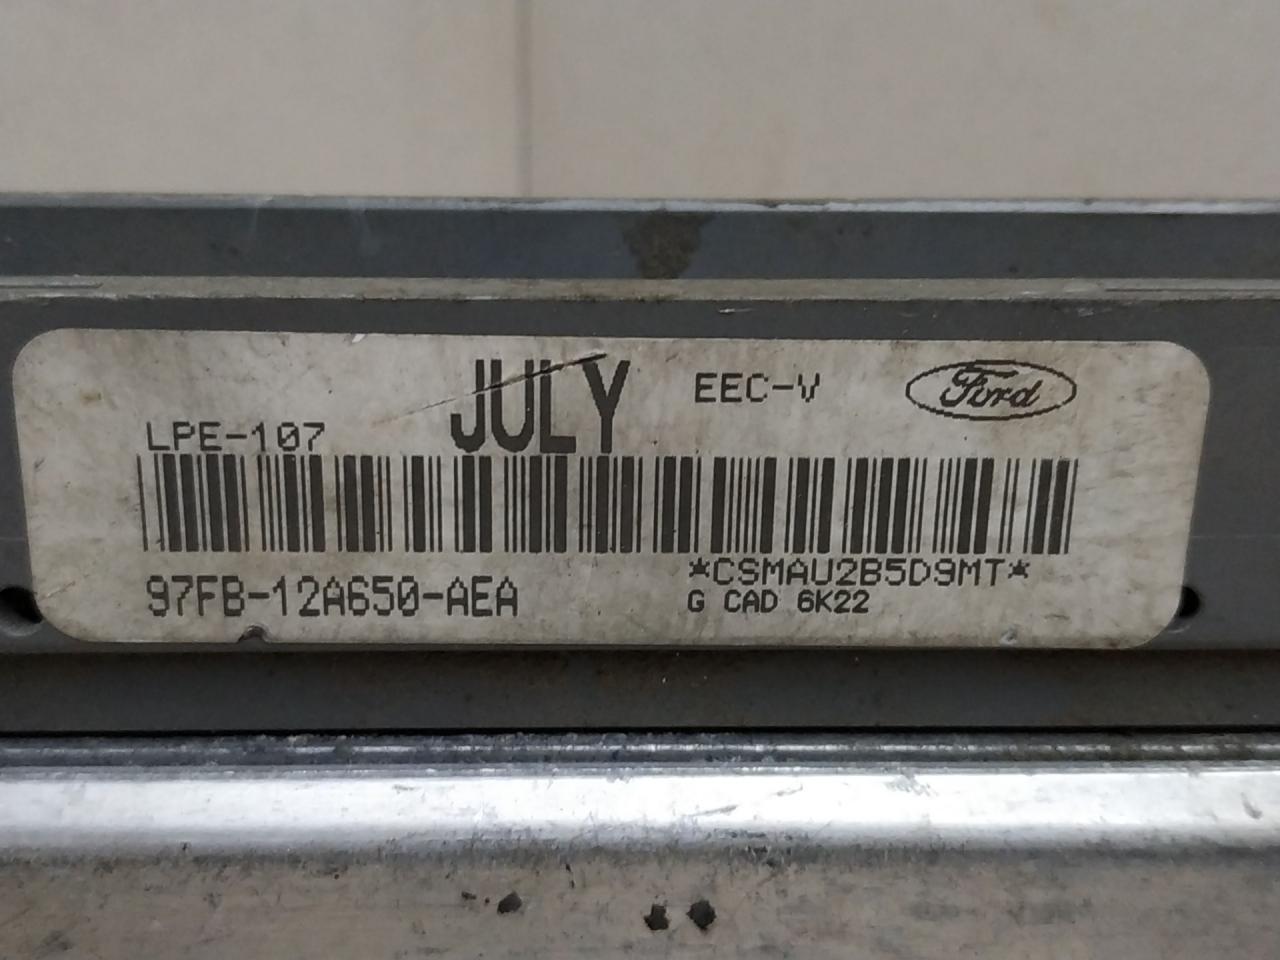 JULY
EEC-V
Ford
LPE-107
97FB-12A650-AEA
*CSMAU2B5D9MT*
G CAD 6K22